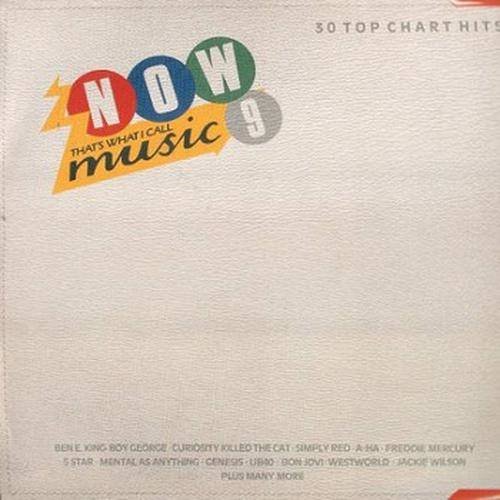 30 TOP CHART HITS
NOW
THAT'S WHAT I CALL
music 9
BEN E. KING·BOY GEORGE·CURIOSITY KILLED THE CAT·SIMPLY RED·A-HA·FREDDIE MERCURY
5 STAR·MENTAL AS ANYTHING·GENESIS·UB40·BON JOVI·WESTWORLD·JACKIE WILSON
PLUS MANY MORE